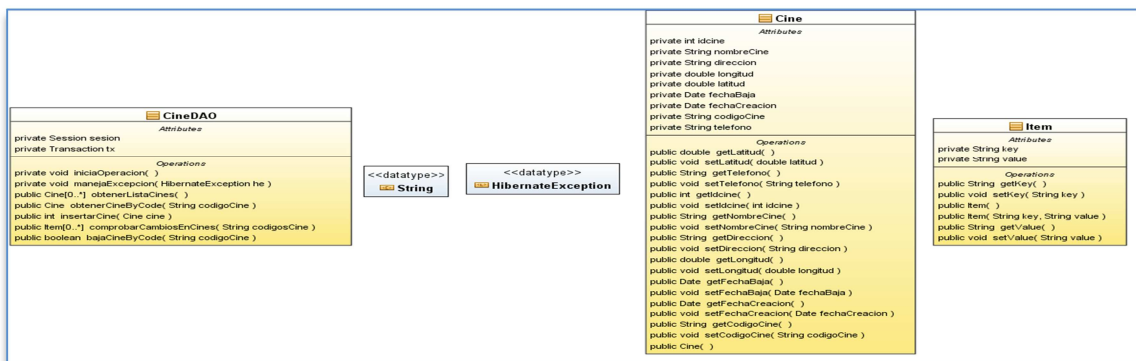 CineDAO
Attributes
private Session sesion
private Transaction tx
Operations
private void iniciaOperacion( )
private void manejaExcepcion( HibernateException he )
public Cine[0..*] obtenerListaCines( )
public Cine obtenerCineByCode( String codigoCine )
public int insertarCine( Cine cine )
public Item[0..*] comprobarCambiosEnCines( String codigosCine )
public boolean bajaCineByCode( String codigoCine )
<<datatype>>
String
<<datatype>>
HibernateException
Cine
Attributes
private int idcine
private String nombreCine
private String direccion
private double longitud
private double latitud
private Date fechaBaja
private Date fechaCreacion
private String codigoCine
private String telefono
Operations
public double getLatitud( )
public void setLatitud( double latitud )
public String getTelefono( )
public void setTelefono( String telefono )
public int getIdcine( )
public void setIdcine( int idcine )
public String getNombreCine( )
public void setNombreCine( String nombreCine )
public String getDireccion( )
public void setDireccion( String direccion )
public double getLongitud( )
public void setLongitud( double longitud )
public Date getFechaBaja( )
public void setFechaBaja( Date fechaBaja )
public Date getFechaCreacion( )
public void setFechaCreacion( Date fechaCreacion )
public String getCodigoCine( )
public void setCodigoCine( String codigoCine )
public Cine( )
Item
Attributes
private String key
private String value
Operations
public String getKey( )
public void setKey( String key )
public Item( )
public Item( String key, String value )
public String getValue( )
public void setValue( String value )